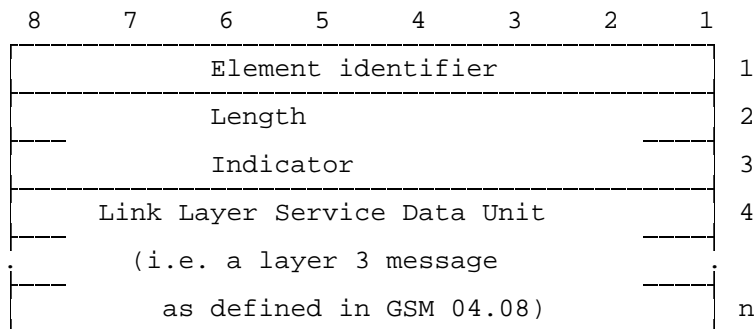 8 7 6 5 4 3 2 1
Element identifier 1
Length 2
Indicator 3
Link Layer Service Data Unit 4
. (i.e. a layer 3 message .
as defined in GSM 04.08) n